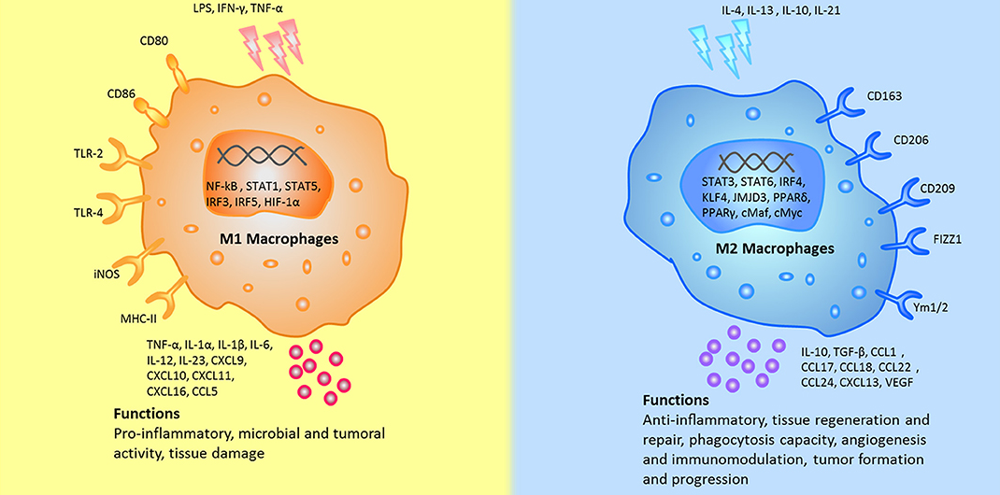 LPS, IFN-γ, TNF-α
CD80
CD86
TLR-2
TLR-4
iNOS
MHC-II
NF-kB , STAT1, STAT5,
IRF3, IRF5, HIF-1α
M1 Macrophages
TNF-α, IL-1α, IL-1β, IL-6,
IL-12, IL-23, CXCL9,
CXCL10, CXCL11,
CXCL16, CCL5
Functions
Pro-inflammatory, microbial and tumoral
activity, tissue damage
IL-4, IL-13 , IL-10, IL-21
CD163
CD206
CD209
FIZZ1
Ym1/2
STAT3, STAT6, IRF4,
KLF4, JMJD3, PPARδ,
PPARγ, cMaf, cMyc
M2 Macrophages
IL-10, TGF-β, CCL1 ,
CCL17, CCL18, CCL22 ,
CCL24, CXCL13, VEGF
Functions
Anti-inflammatory, tissue regeneration and
repair, phagocytosis capacity, angiogenesis
and immunomodulation, tumor formation
and progression